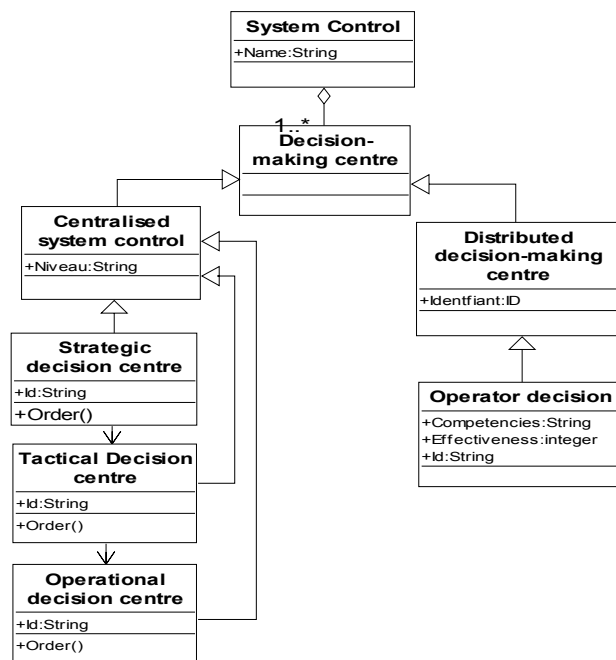 System Control
+Name:String
1..*
Decision-
making centre
Centralised
system control
+Niveau:String
Distributed
decision-making
centre
+Identfiant:ID
Strategic
decision centre
+Id:String
+Order()
Operator decision
+Competencies:String
+Effectiveness:integer
+Id:String
Tactical Decision
centre
+Id:String
+Order()
Operational
decision centre
+Id:String
+Order()